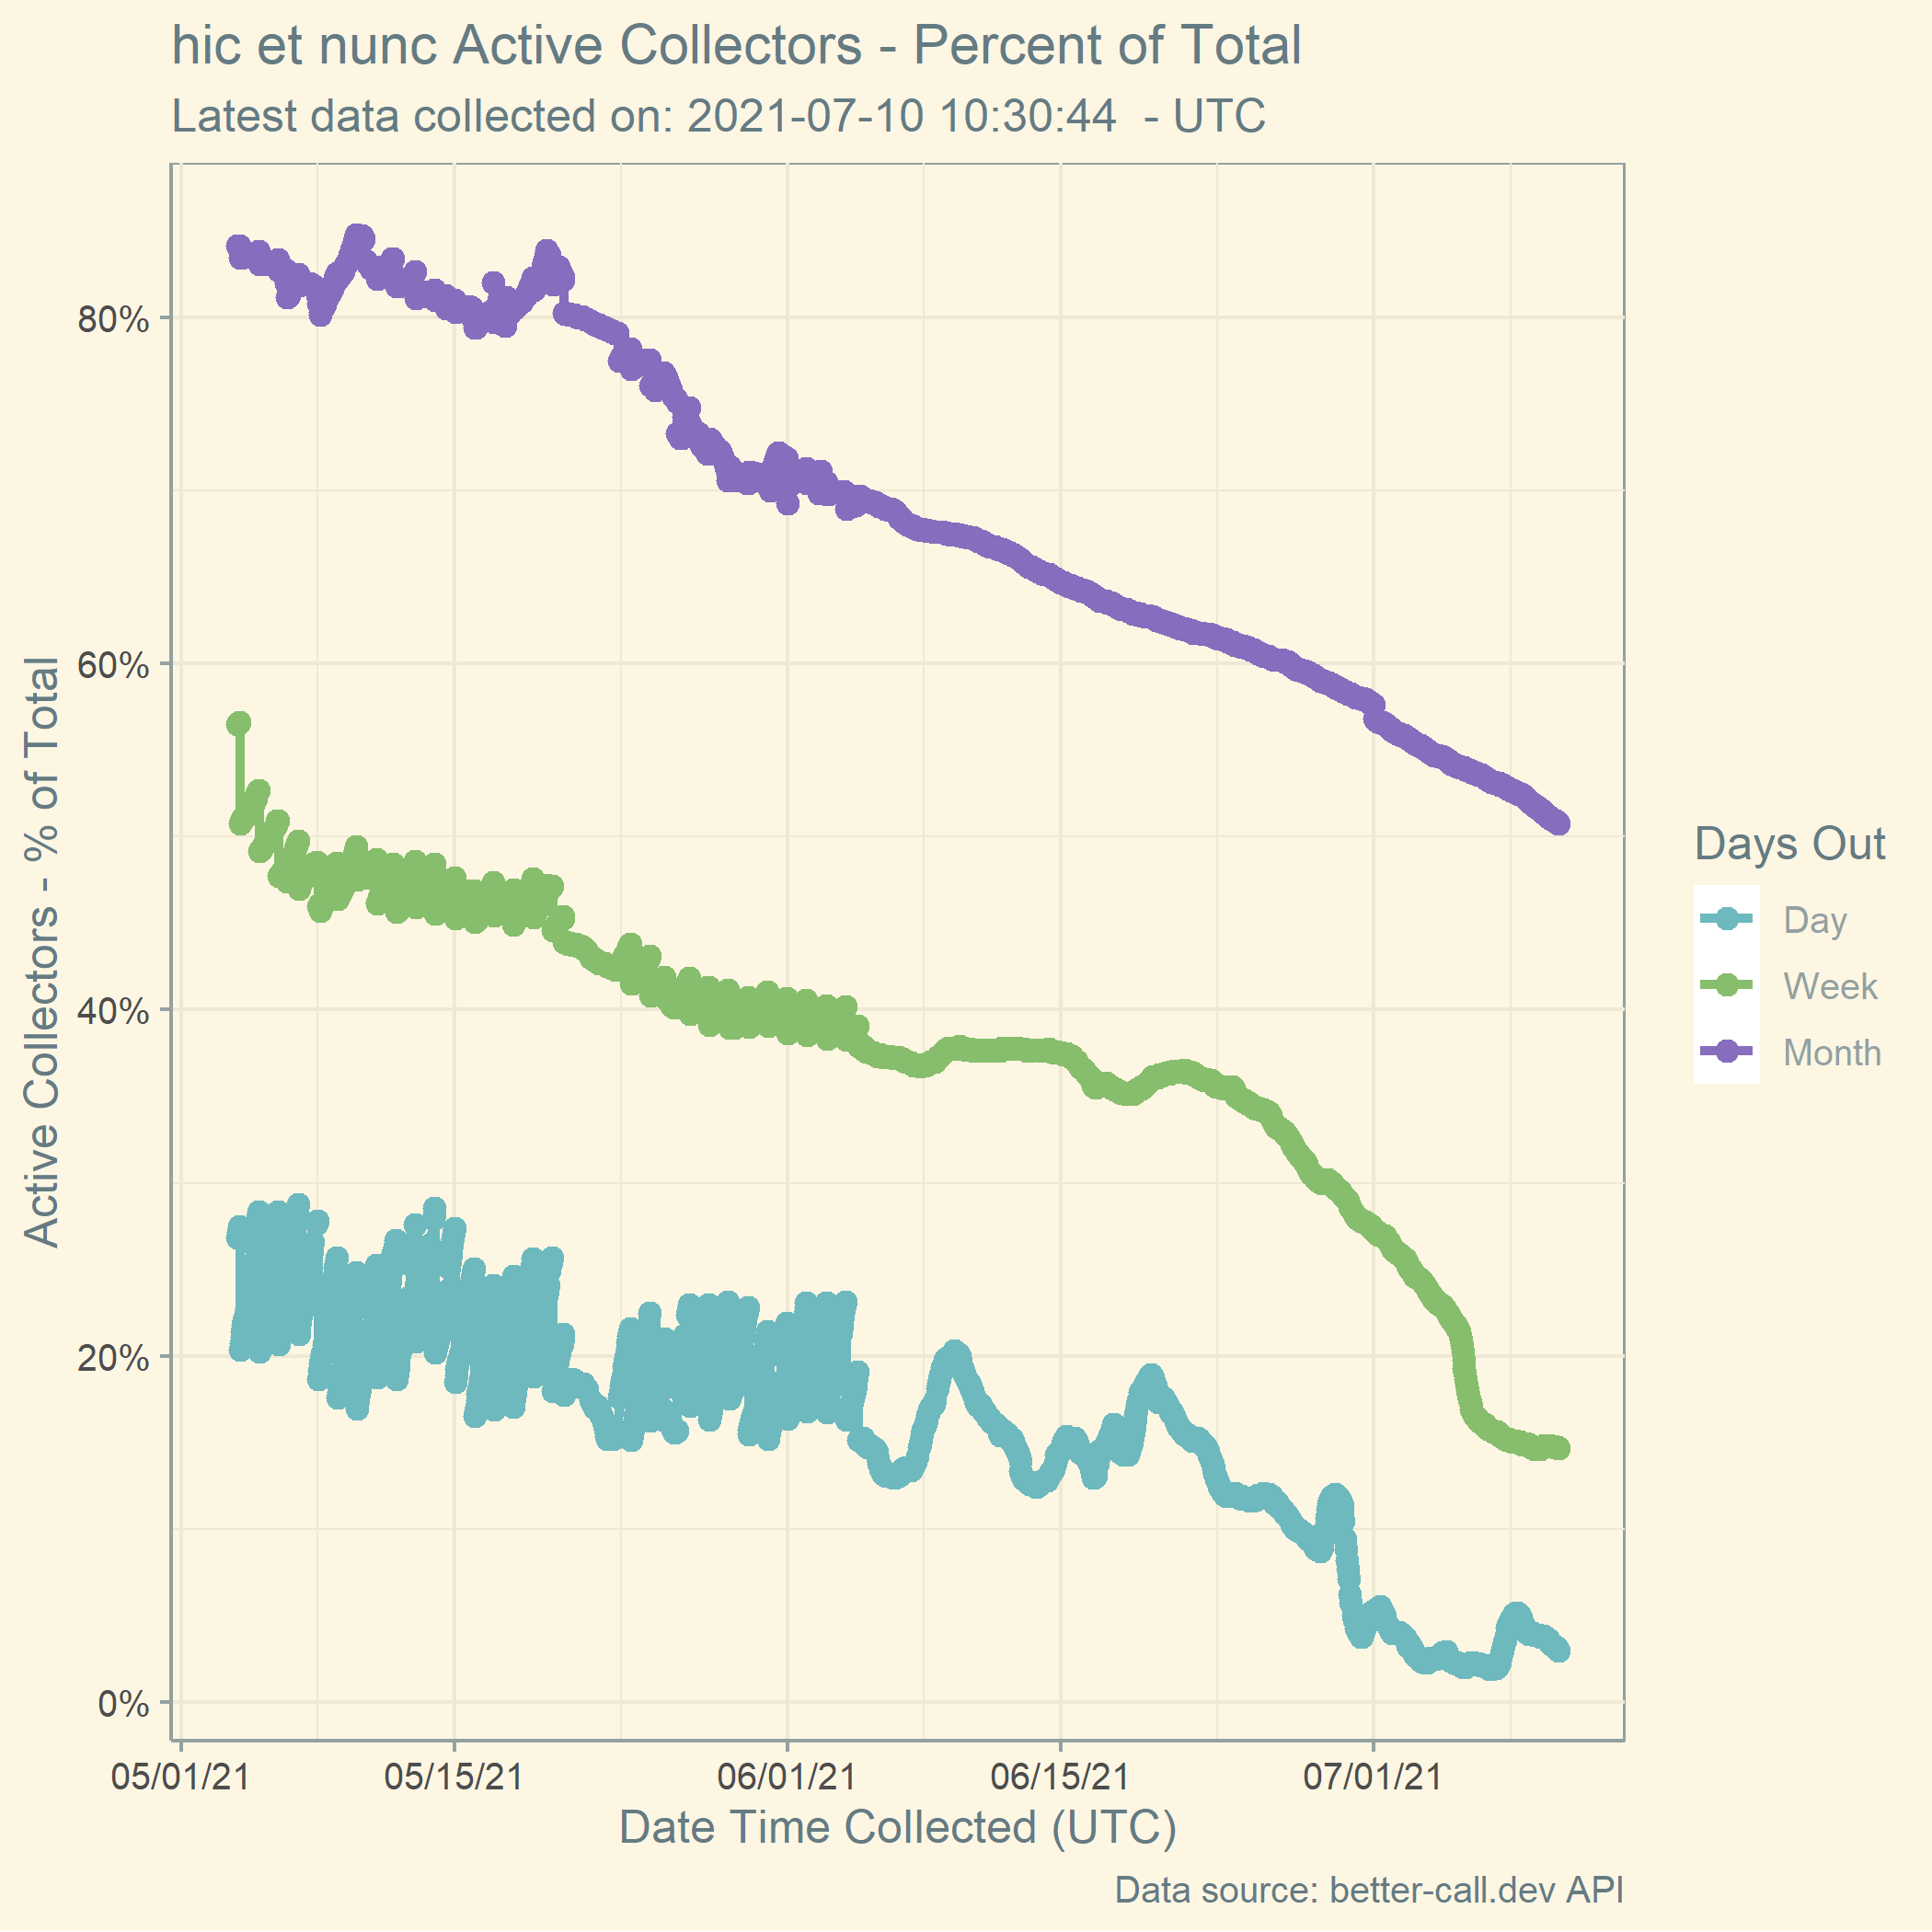 hic et nunc Active Collectors - Percent of Total
Latest data collected on: 2021-07-10 10:30:44  - UTC
Active Collectors - % of Total
80%
60%
40%
20%
0%
05/01/21
05/15/21
06/01/21
06/15/21
07/01/21
Date Time Collected (UTC)
Days Out
Day
Week
Month
Data source: better-call.dev API